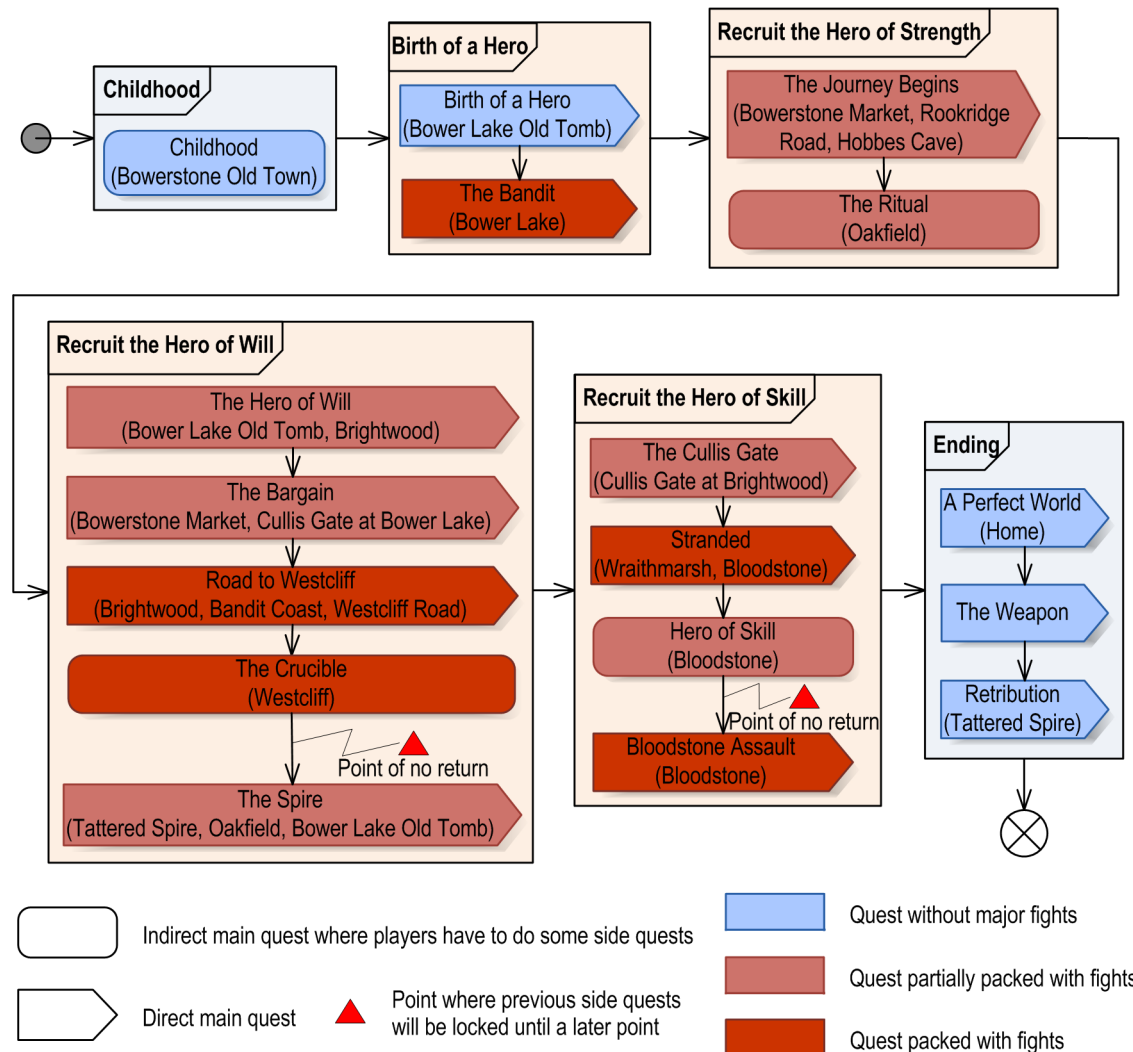 Childhood
Childhood
(Bowerstone Old Town)
Birth of a Hero
Birth of a Hero
(Bower Lake Old Tomb)
The Bandit
(Bower Lake)
Recruit the Hero of Strength
The Journey Begins
(Bowerstone Market, Rookridge
Road, Hobbes Cave)
The Ritual
(Oakfield)
Recruit the Hero of Will
The Hero of Will
(Bower Lake Old Tomb, Brightwood)
The Bargain
(Bowerstone Market, Cullis Gate at Bower Lake)
Road to Westcliff
(Brightwood, Bandit Coast, Westcliff Road)
The Crucible
(Westcliff)
Point of no return
The Spire
(Tattered Spire, Oakfield, Bower Lake Old Tomb)
Recruit the Hero of Skill
The Cullis Gate
(Cullis Gate at Brightwood)
Stranded
(Wraithmarsh, Bloodstone)
Hero of Skill
(Bloodstone)
Point of no return
Bloodstone Assault
(Bloodstone)
Ending
A Perfect World
(Home)
The Weapon
Retribution
(Tattered Spire)
Indirect main quest where players have to do some side quests
Direct main quest
Point where previous side quests
will be locked until a later point
Quest without major fights
Quest partially packed with fights
Quest packed with fights